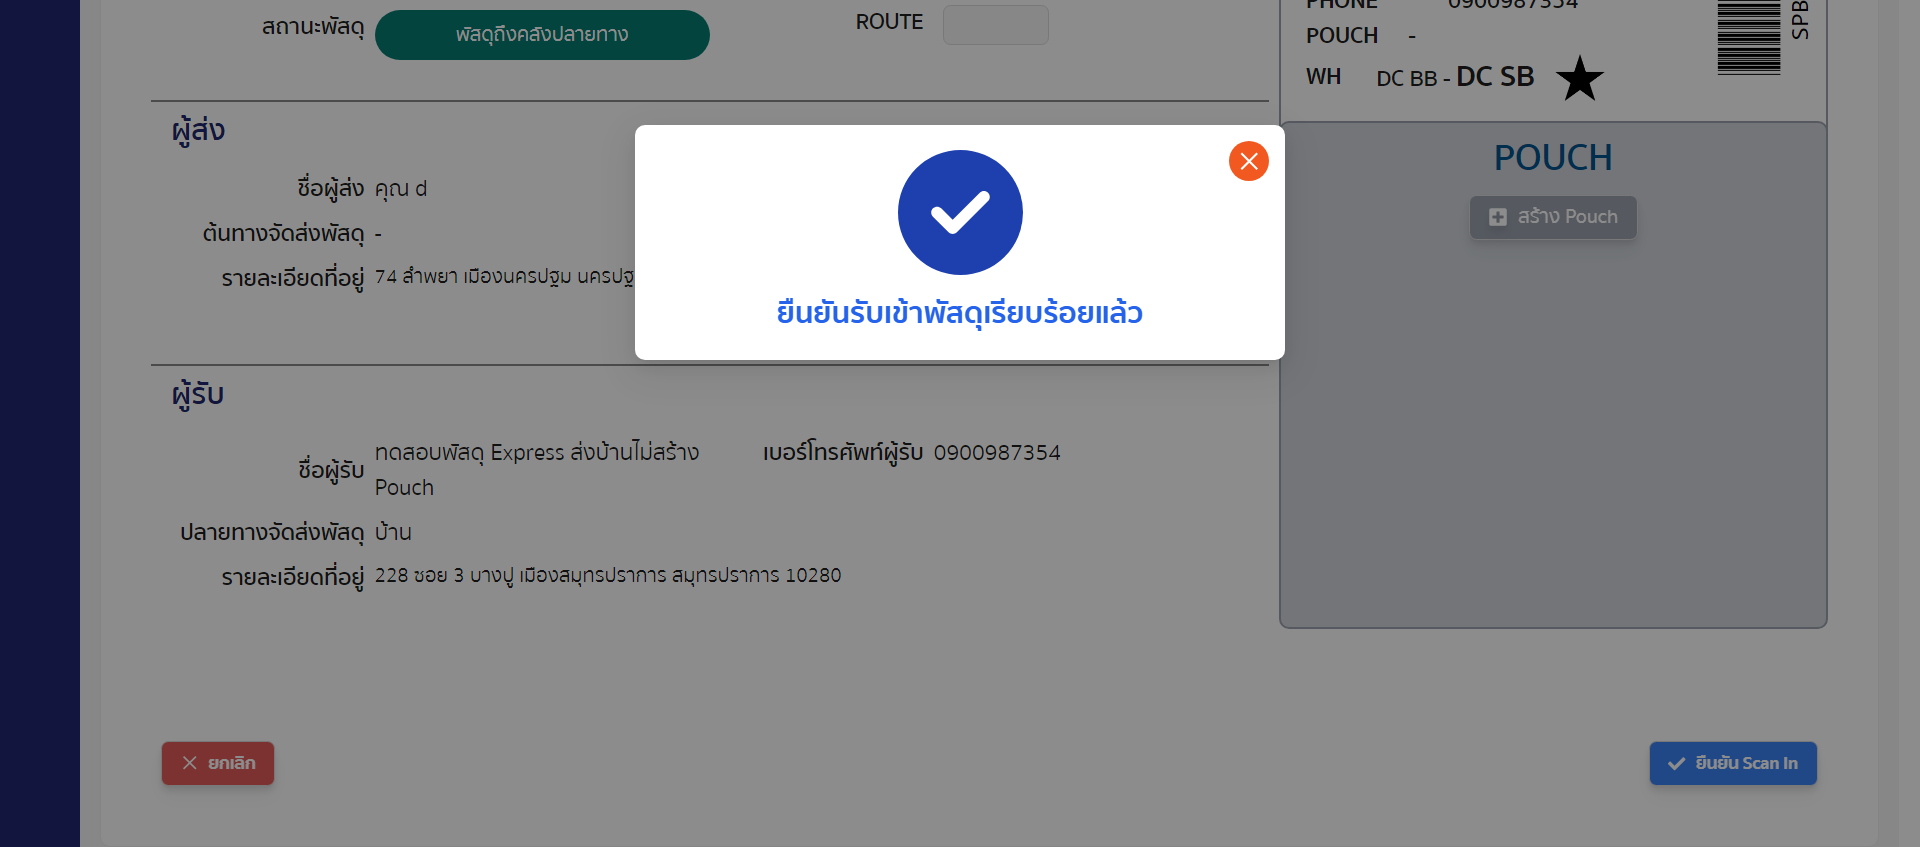 สถานะพัสดุ พัสดุถึงคลังปลายทาง ROUTE
PHONE 0900987354
POUCH -
WH DC BB - DC SB
SPB
ผู้ส่ง
ชื่อผู้ส่ง คุณ d
ต้นทางจัดส่งพัสดุ -
รายละเอียดที่อยู่ 74 ลำพยา เมืองนครปฐม นครปฐ
POUCH
สร้าง Pouch
ยืนยันรับเข้าพัสดุเรียบร้อยแล้ว
ผู้รับ
ชื่อผู้รับ ทดสอบพัสดุ Express ส่งบ้านไม่สร้าง
Pouch
เบอร์โทรศัพท์ผู้รับ 0900987354
ปลายทางจัดส่งพัสดุ บ้าน
รายละเอียดที่อยู่ 228 ซอย 3 บางปู เมืองสมุทรปราการ สมุทรปราการ 10280
ยกเลิก
ยืนยัน Scan In